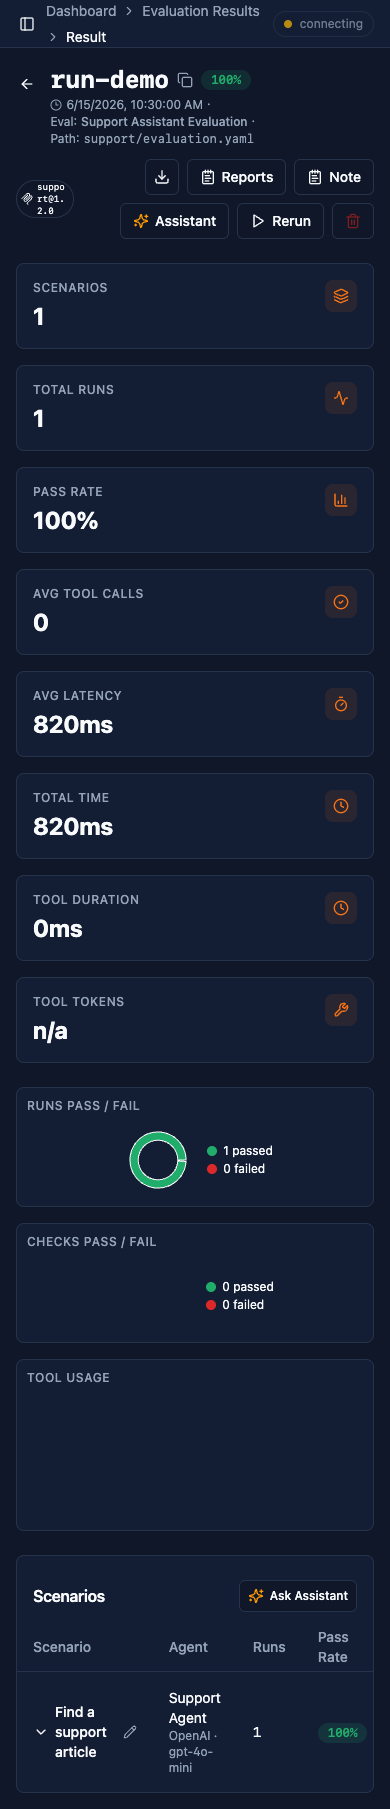 Dashboard > Evaluation Results
> Result
connecting
run-demo 100%
6/15/2026, 10:30:00 AM ·
Eval: Support Assistant Evaluation ·
Path: support/evaluation.yaml
suppo
rt@1.
2.0
Reports
Note
Assistant
Rerun
SCENARIOS
1
TOTAL RUNS
1
PASS RATE
100%
AVG TOOL CALLS
0
AVG LATENCY
820ms
TOTAL TIME
820ms
TOOL DURATION
0ms
TOOL TOKENS
n/a
RUNS PASS / FAIL
1 passed
0 failed
CHECKS PASS / FAIL
0 passed
0 failed
TOOL USAGE
Scenarios
Ask Assistant
Scenario
Agent
Runs
Pass
Rate
Find a
support
article
Support
Agent
OpenAI ·
gpt-4o-
mini
1
100%